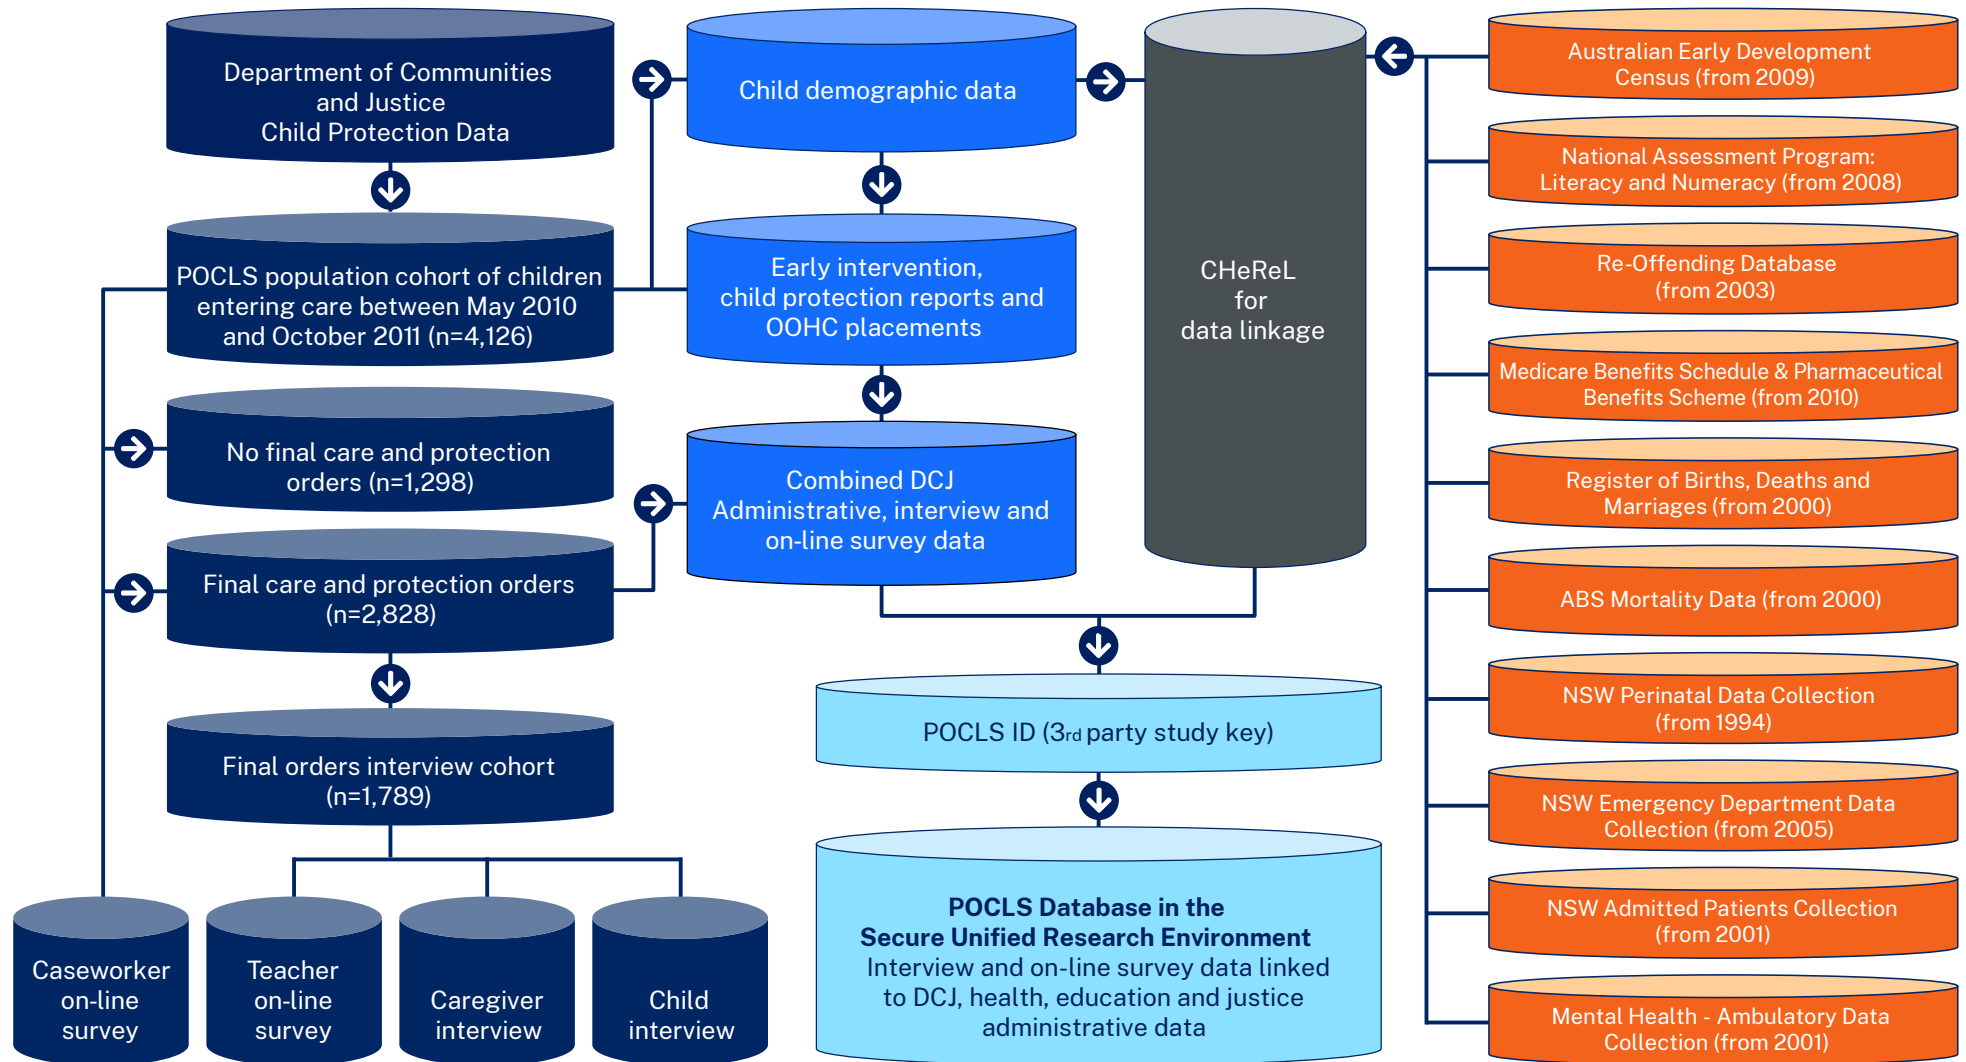 Department of Communities
and Justice
Child Protection Data
POCLS population cohort of children
entering care between May 2010
and October 2011 (n=4,126)
No final care and protection
orders (n=1,298)
Final care and protection orders
(n=2,828)
Final orders interview cohort
(n=1,789)
Caseworker
on-line
survey
Teacher
on-line
survey
Caregiver
interview
Child
interview
Child demographic data
Early intervention,
child protection reports and
OOHC placements
Combined DCJ
Administrative, interview and
on-line survey data
CHeReL
for
data linkage
POCLS ID (3rd party study key)
POCLS Database in the
Secure Unified Research Environment
Interview and on-line survey data linked
to DCJ, health, education and justice
administrative data
Australian Early Development
Census (from 2009)
National Assessment Program:
Literacy and Numeracy (from 2008)
Re-Offending Database
(from 2003)
Medicare Benefits Schedule & Pharmaceutical
Benefits Scheme (from 2010)
Register of Births, Deaths and
Marriages (from 2000)
ABS Mortality Data (from 2000)
NSW Perinatal Data Collection
(from 1994)
NSW Emergency Department Data
Collection (from 2005)
NSW Admitted Patients Collection
(from 2001)
Mental Health - Ambulatory Data
Collection (from 2001)